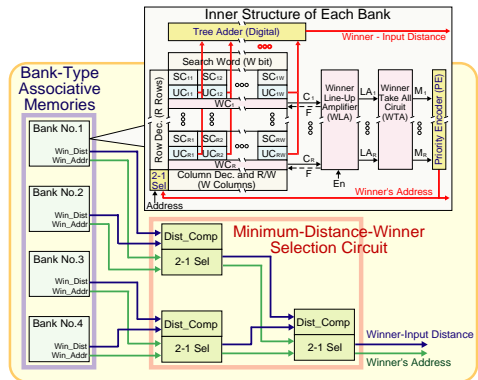 Inner Structure of Each Bank
Tree Adder (Digital)
Winner - Input Distance
Search Word (W bit)
SC11 SC12 SC1W
UC11 UC12 UC1W
WC1
SCR1 SCR2 SCRW
UCR1 UCR2 UCRW
WCR
Row Dec. (R Rows)
2-1 Sel
Column Dec. and R/W
(W Columns)
C1
F
CR
F
Winner
Line-Up
Amplifier
(WLA)
LA1
LAR
Winner
Take All
Ciruit
(WTA)
M1
MR
Priority Encoder (PE)
En
Address
Winner's Address
Bank-Type
Associative
Memories
Bank No.1
Win_Dist
Win_Addr
Bank No.2
Win_Dist
Win_Addr
Bank No.3
Win_Dist
Win_Addr
Bank No.4
Win_Dist
Win_Addr
Minimum-Distance-Winner
Selection Circuit
Dist_Comp
2-1 Sel
Dist_Comp
2-1 Sel
Dist_Comp
2-1 Sel
Winner-Input Distance
Winner's Address